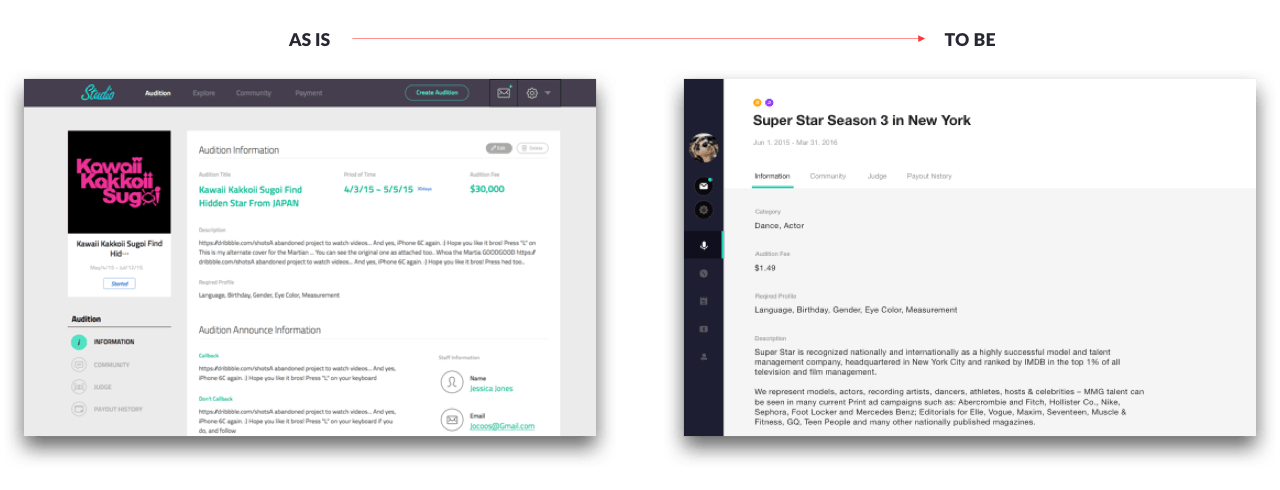 AS IS
TO BE
Studio
Audition
Explore
Community
Payment
Create Audition
Kawaii
Kakkoii
Sugoi
Kawaii Kakkoii Sugoi Find
Hid···
Started
Audition
INFORMATION
COMMUNITY
JUDGE
PAYOUT HISTORY
Audition Information
Edit
Delete
Audition Title
Kawaii Kakkoii Sugoi Find
Hidden Star From JAPAN
Priod of Time
4/3/15 – 5/5/15
Audition Fee
$30,000
Description
https://dribbble.com/shotsA abandoned project to watch videos... And yes, iPhone 6C again. :) Hope you like it bros! Press "L" on
This is my alternate cover for the Martian ... You can see the original one as attached too.. Whoa the Martia GOODGOOD https://
dribbble.com/shotsA abandoned project to watch videos... And yes, iPhone 6C again. :) Hope you like it bros! Press hed too..
Reqired Profile
Language, Birthday, Gender, Eye Color, Measurement
Audition Announce Information
Callback
https://dribbble.com/shotsA abandoned project to watch videos... And yes,
iPhone 6C again. :) Hope you like it bros! Press "L" on your keyboard
Don't Callback
https://dribbble.com/shotsA abandoned project to watch videos... And yes,
iPhone 6C again. :) Hope you like it bros! Press "L" on your keyboard if you
do, and follow
Staff Information
Name
Jessica Jones
Email
Jocoos@Gmail.com
Super Star Season 3 in New York
Jun 1. 2015 - Mar 31. 2016
Information
Community
Judge
Payout history
Category
Dance, Actor
Audition Fee
$1.49
Reqired Profile
Language, Birthday, Gender, Eye Color, Measurement
Description
Super Star is recognized nationally and internationally as a highly successful model and talent
management company, headquartered in New York City and ranked by IMDB in the top 1% of all
television and film management.
We represent models, actors, recording artists, dancers, athletes, hosts & celebrities – MMG talent can
be seen in many current Print ad campaigns such as: Abercrombie and Fitch, Hollister Co., Nike,
Sephora, Foot Locker and Mercedes Benz; Editorials for Elle, Vogue, Maxim, Seventeen, Muscle &
Fitness, GQ, Teen People and many other nationally published magazines.